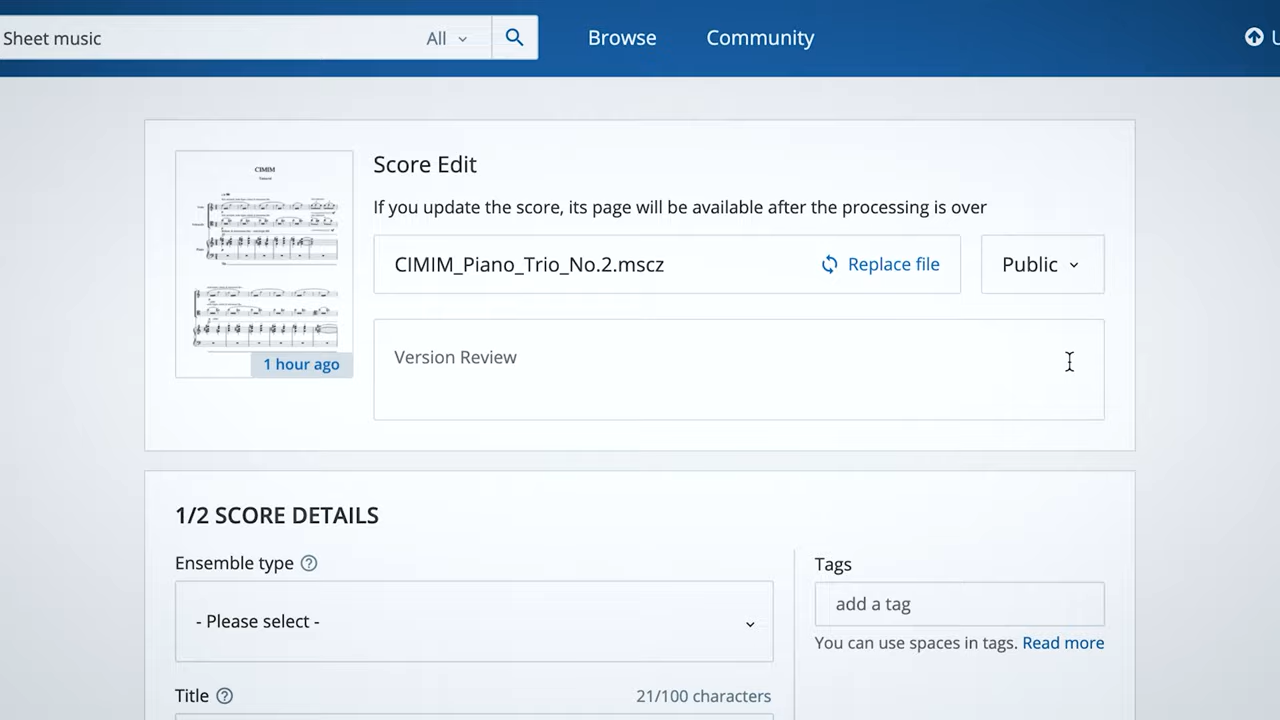 Sheet music
All
Browse
Community
CIMIM
Score Edit
If you update the score, its page will be available after the processing is over
CIMIM_Piano_Trio_No.2.mscz
Replace file
Public
1 hour ago
Version Review
1/2 SCORE DETAILS
Ensemble type
- Please select -
Tags
add a tag
You can use spaces in tags. Read more
Title
21/100 characters